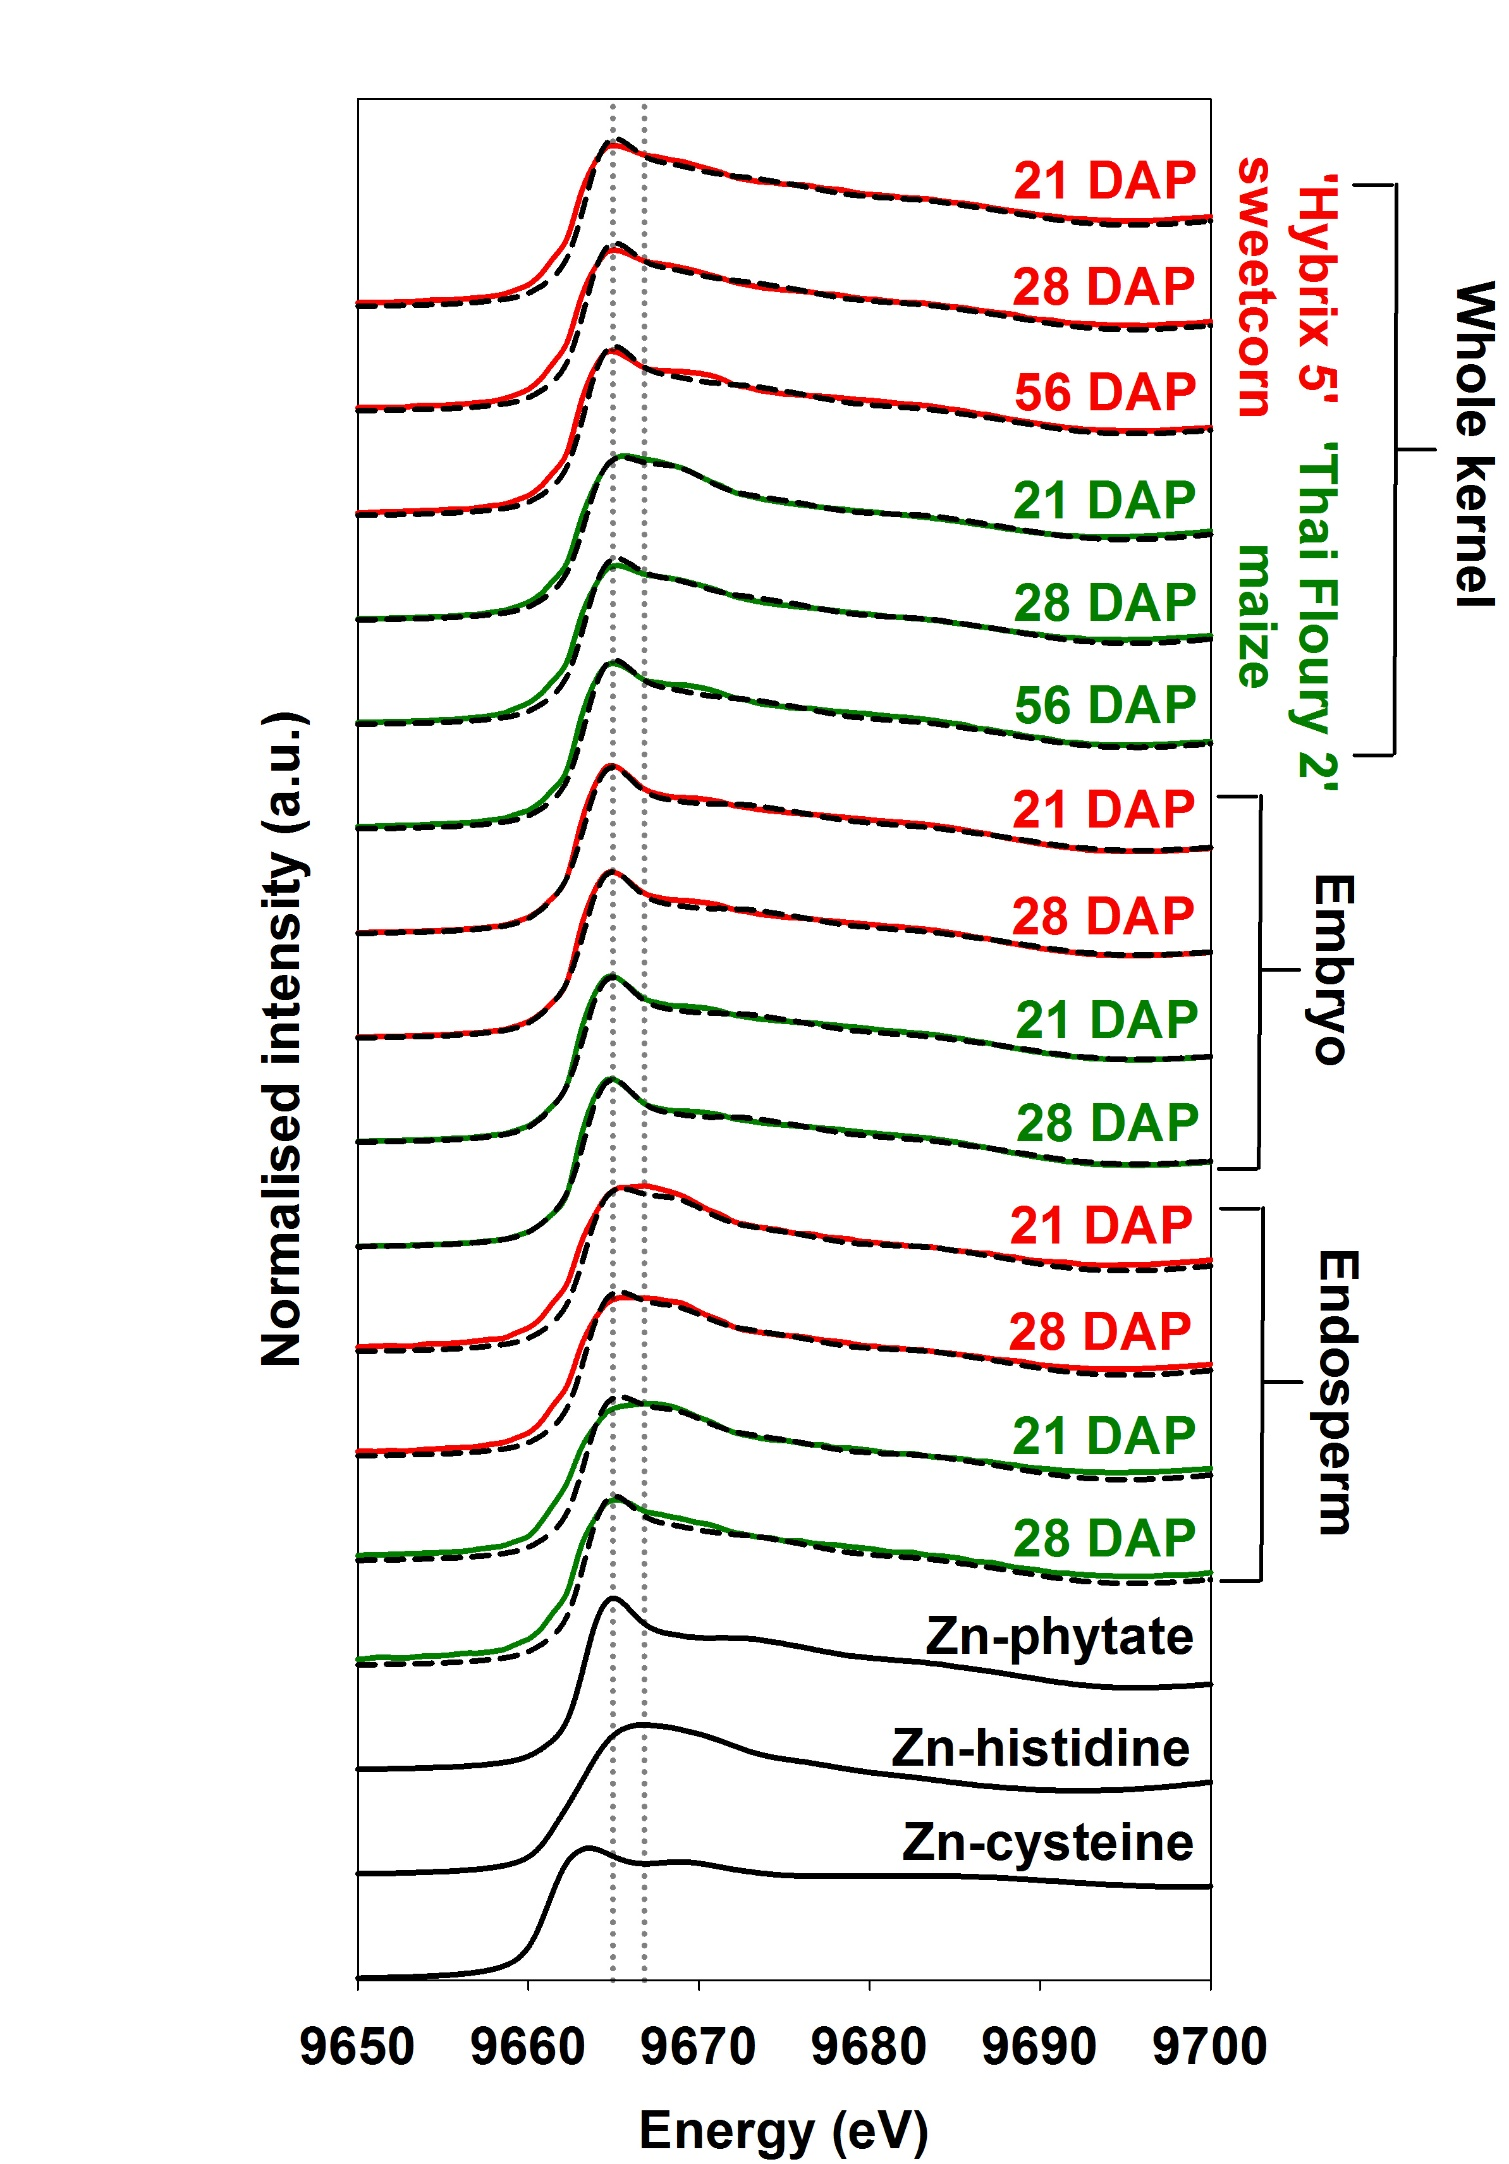 21 DAP
28 DAP
56 DAP
21 DAP
28 DAP
56 DAP
21 DAP
28 DAP
21 DAP
28 DAP
21 DAP
28 DAP
21 DAP
28 DAP
Zn-phytate
Zn-histidine
Zn-cysteine
'Hybrix 5'
sweetcorn
'Thai Floury 2'
maize
Whole kernel
Embryo
Endosperm
Normalised intensity (a.u.)
9650 9660 9670 9680 9690 9700
Energy (eV)